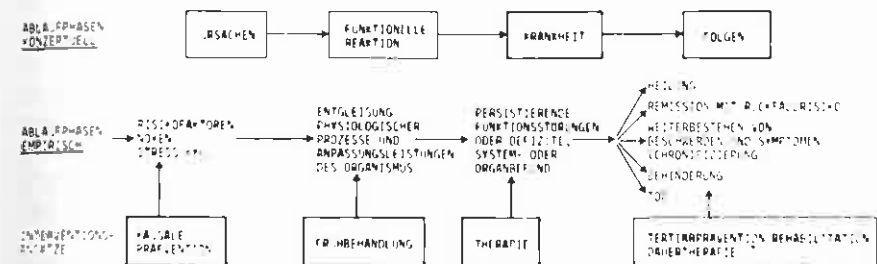 ABLAUFPHASEN
KONZEPTUELL
URSACHEN
FUNKTIONELLE
REAKTION
KRANKHEIT
FOLGEN
ABLAUFPHASEN
EMPIRISCH
RISIKOFAKTOREN
NOXEN
STRESS
ENTGLEISUNG
PHYSIOLOGISCHER
PROZESSE UND
ANPASSUNGSLEISTUNGEN
DES ORGANISMUS
PERSISTIERENDE
FUNKTIONSSTÖRUNGEN
ODER DEFIZITE,
SYSTEM- ODER
ORGANBEFUND
HEILUNG
REMISSION MIT RÜCKFALLRISIKO
WEITERBESTEHEN VON
BESCHWERDEN UND SYMPTOMEN
CHRONIFIZIERUNG
BEHINDERUNG
TOD
INTERVENTIONS-
ANSÄTZE
KAUSALE
PRÄVENTION
FRÜHBEHANDLUNG
THERAPIE
TERTIÄRPRÄVENTION REHABILITATION
DAUERTHERAPIE